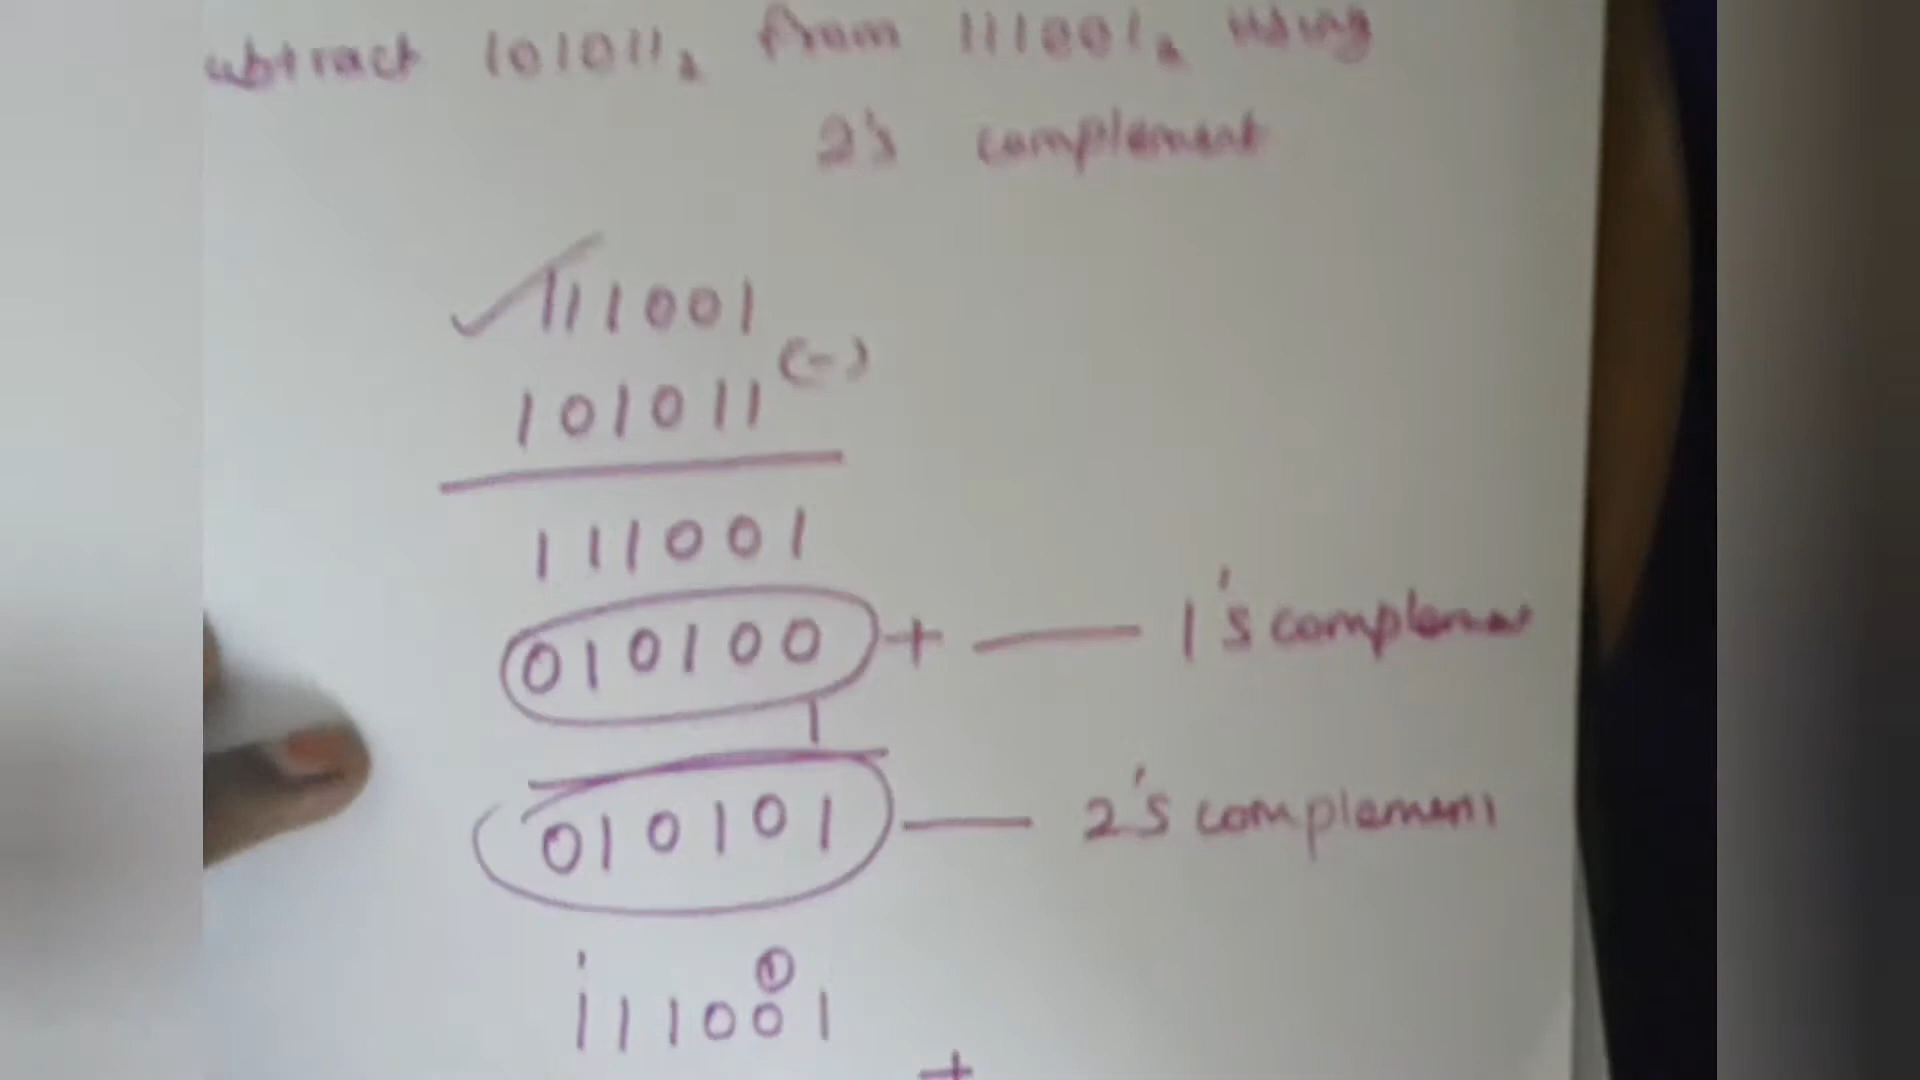 ubtract 101011₂ from 111001₂ using
2's complement
111001
(-)
101011
111001
010100 + — 1's complement
1
010101 — 2's complement
1 1
111001
+